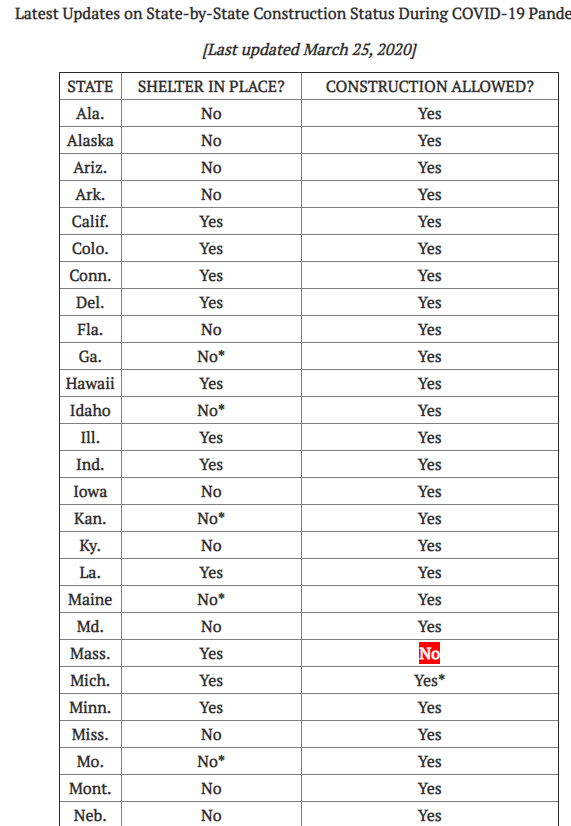 Latest Updates on State-by-State Construction Status During COVID-19 Pande
[Last updated March 25, 2020]
STATE SHELTER IN PLACE? CONSTRUCTION ALLOWED?
Ala. No Yes
Alaska No Yes
Ariz. No Yes
Ark. No Yes
Calif. Yes Yes
Colo. Yes Yes
Conn. Yes Yes
Del. Yes Yes
Fla. No Yes
Ga. No* Yes
Hawaii Yes Yes
Idaho No* Yes
Ill. Yes Yes
Ind. Yes Yes
Iowa No Yes
Kan. No* Yes
Ky. No Yes
La. Yes Yes
Maine No* Yes
Md. No Yes
Mass. Yes No
Mich. Yes Yes*
Minn. Yes Yes
Miss. No Yes
Mo. No* Yes
Mont. No Yes
Neb. No Yes